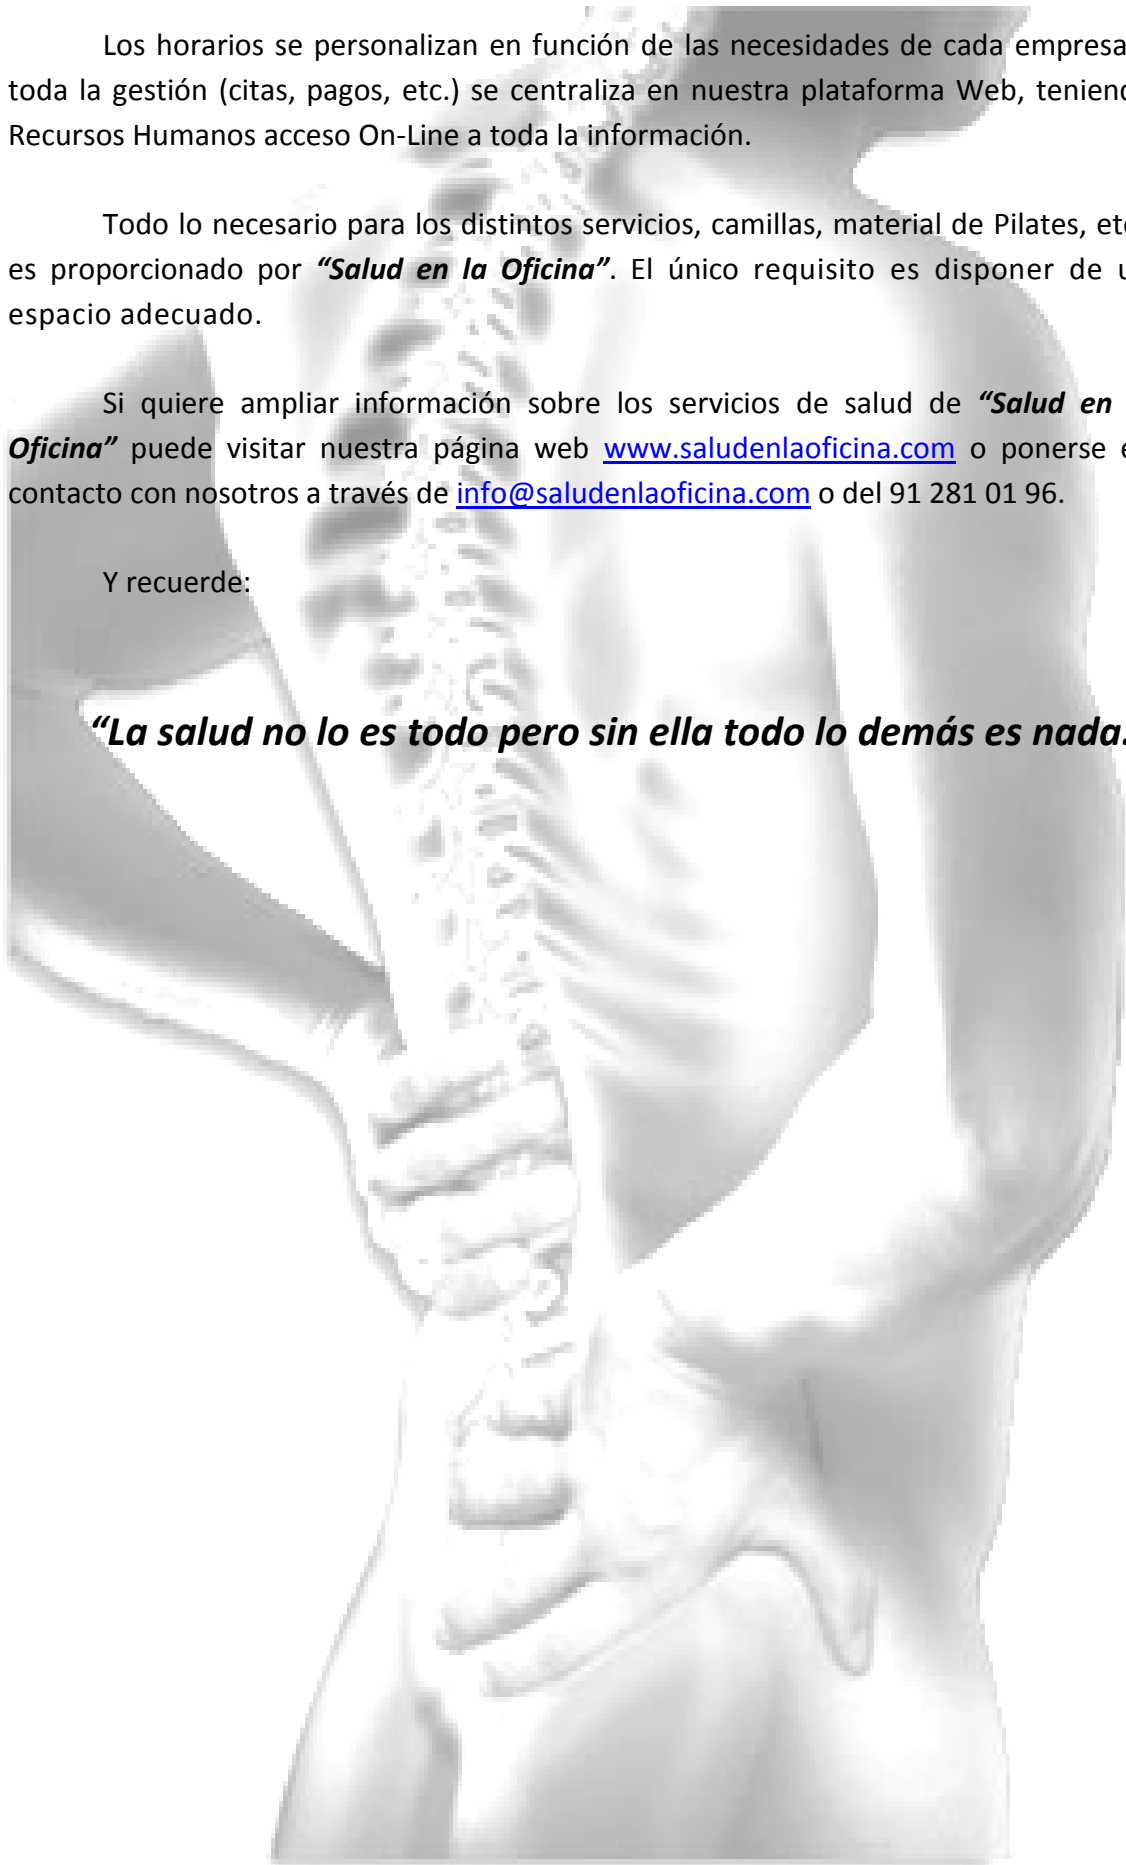 Los horarios se personalizan en función de las necesidades de cada empresa
toda la gestión (citas, pagos, etc.) se centraliza en nuestra plataforma Web,
Recursos Humanos acceso On-Line a toda la información.
Todo lo necesario para los distintos servicios, camillas, material de Pilates,
es proporcionado por “Salud en la Oficina”. El único requisito es disponer de
espacio adecuado.
Si quiere ampliar información sobre los servicios de salud de “Salud en
Oficina” puede visitar nuestra página web www.saludenlaoficina.com o ponerse
contacto con nosotros a través de info@saludenlaoficina.com o del 91 281 01 96.
Y recuerde:
“La salud no lo es todo pero sin ella todo lo demás es nada.